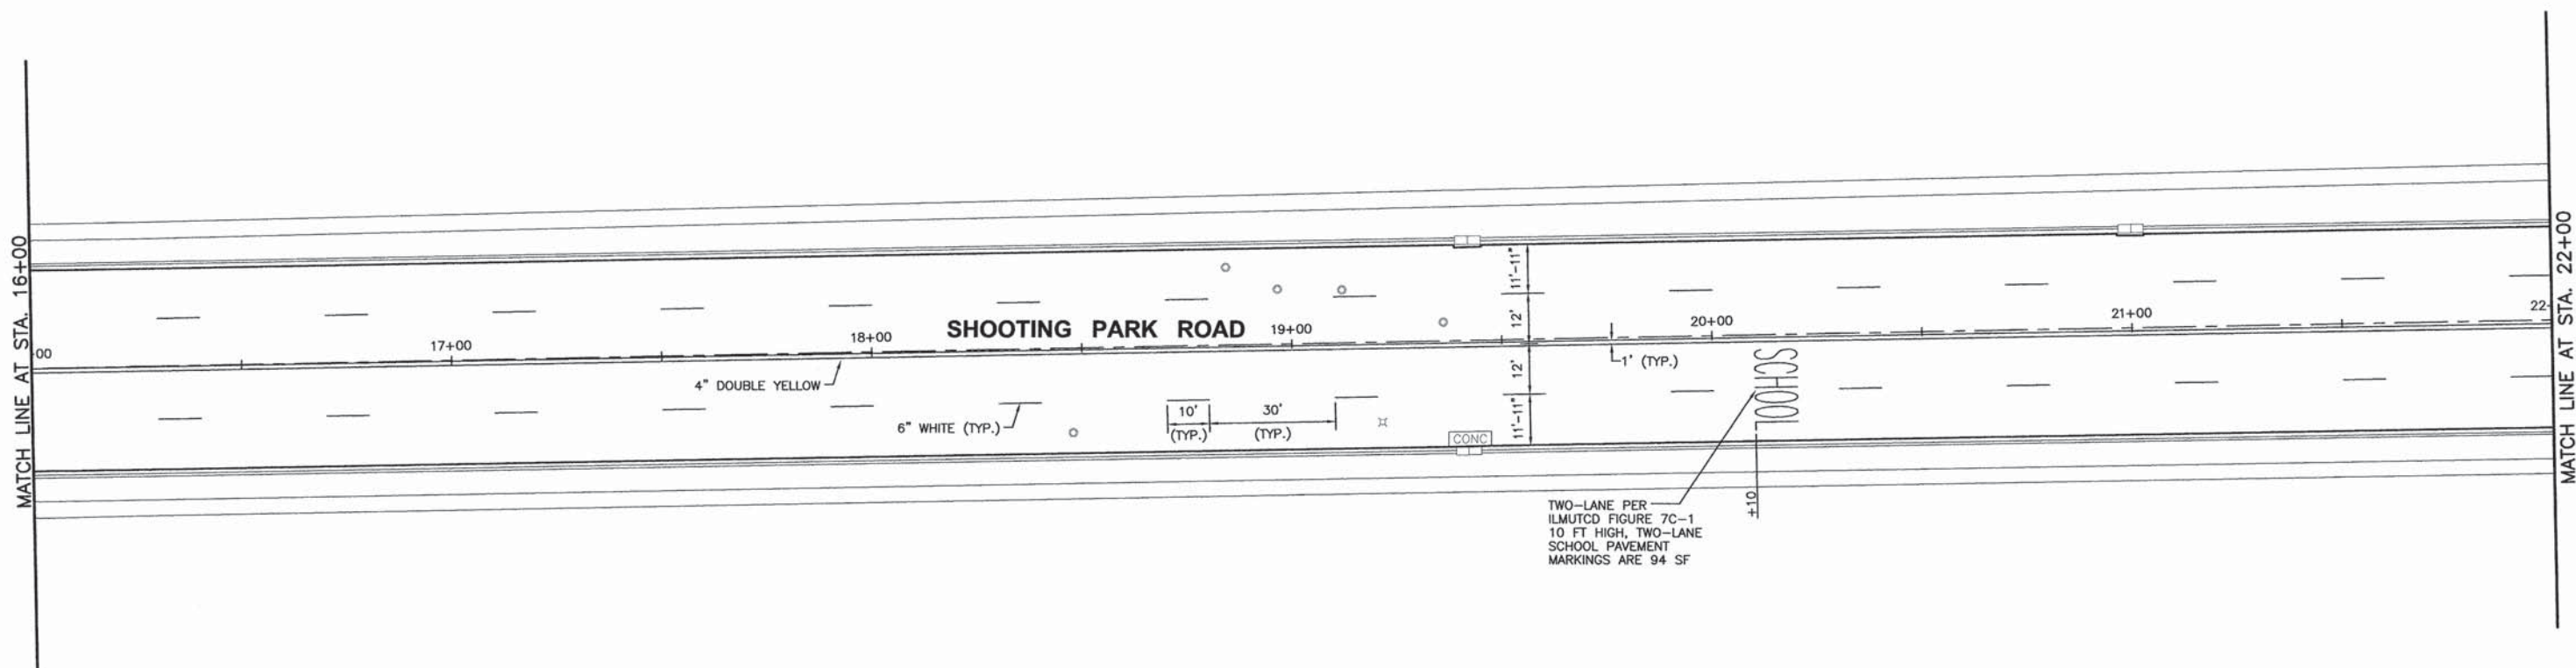 MATCH LINE AT STA. 16+00
00
17+00
18+00
SHOOTING PARK ROAD
19+00
20+00
21+00
22
MATCH LINE AT STA. 22+00
4" DOUBLE YELLOW
6" WHITE (TYP.)
10'
(TYP.)
30'
(TYP.)
CONC
11'-11"
12'
12'
11'-11"
1' (TYP.)
SCHOOL
+10
TWO-LANE PER
ILMUTCD FIGURE 7C-1
10 FT HIGH, TWO-LANE
SCHOOL PAVEMENT
MARKINGS ARE 94 SF